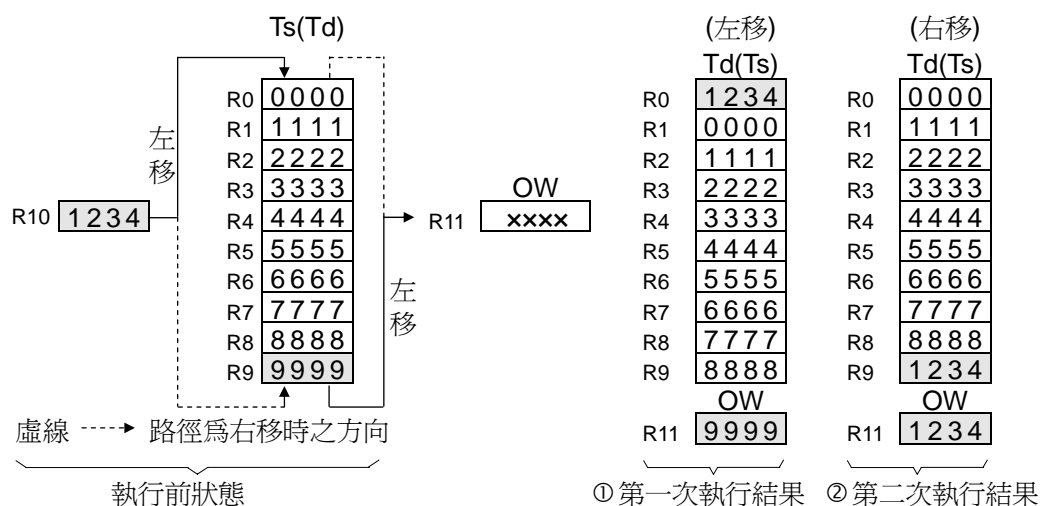 Ts(Td)
R0 0000
R1 1111
R2 2222
R3 3333
R4 4444
R5 5555
R6 6666
R7 7777
R8 8888
R9 9999
左移
R10 1234
OW
R11 ××××
左移
虛線 路徑爲右移時之方向
執行前狀態
(左移)
Td(Ts)
R0 1234
R1 0000
R2 1111
R3 2222
R4 3333
R5 4444
R6 5555
R7 6666
R8 7777
R9 8888
OW
R11 9999
①第一次執行結果
(右移)
Td(Ts)
R0 0000
R1 1111
R2 2222
R3 3333
R4 4444
R5 5555
R6 6666
R7 7777
R8 8888
R9 1234
OW
R11 1234
②第二次執行結果